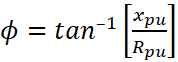 ϕ = tan⁻¹ [x_pu / R_pu]